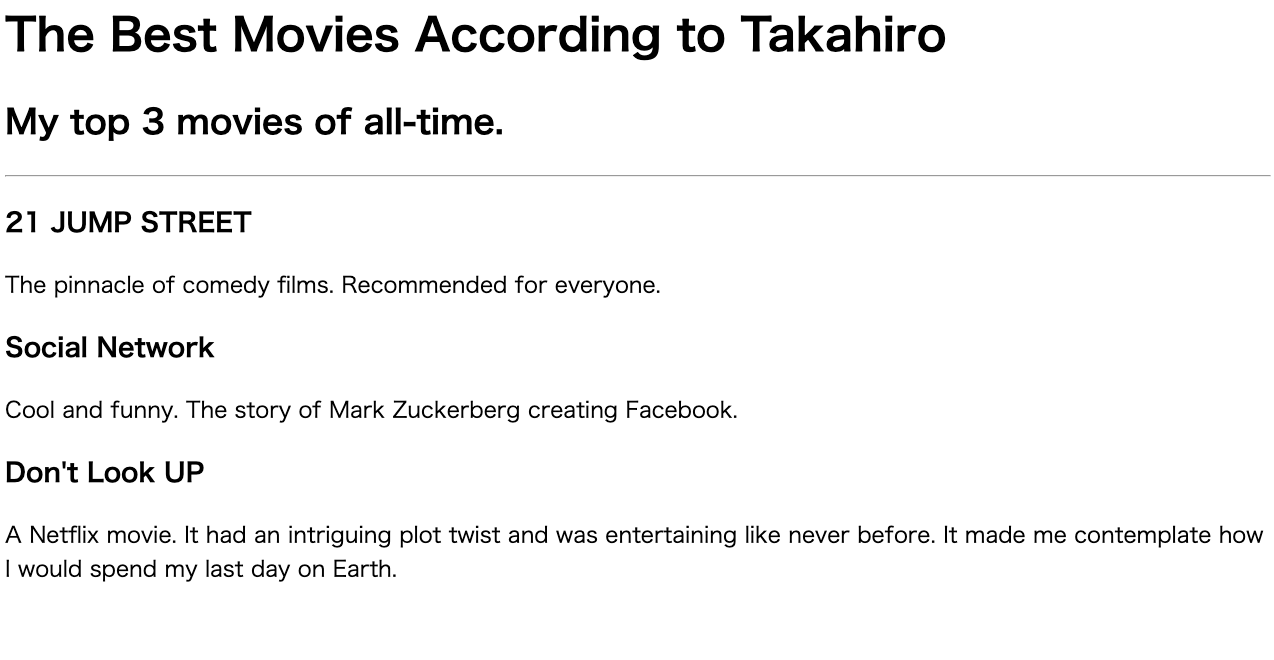 The Best Movies According to Takahiro
My top 3 movies of all-time.
21 JUMP STREET
The pinnacle of comedy films. Recommended for everyone.
Social Network
Cool and funny. The story of Mark Zuckerberg creating Facebook.
Don't Look UP
A Netflix movie. It had an intriguing plot twist and was entertaining like never before. It made me contemplate how
I would spend my last day on Earth.